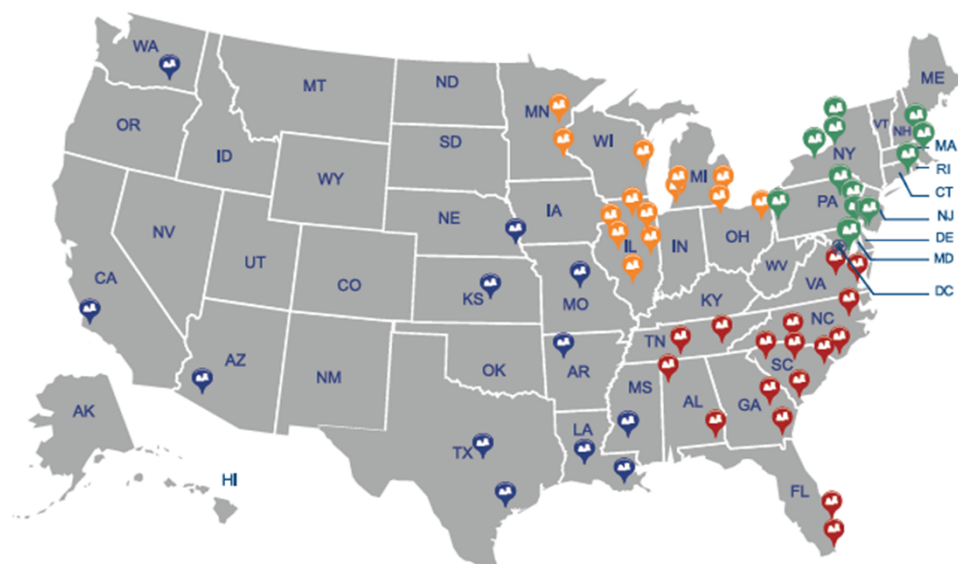 WA
MT
ND
MN
ME
OR
ID
SD
WI
VT
NH
MA
WY
MI
NY
RI
CT
NE
IA
PA
NJ
NV
UT
CO
IL
IN
OH
DE
MD
CA
KS
MO
WV
VA
DC
KY
NC
AZ
NM
OK
AR
TN
SC
MS
AL
GA
AK
TX
LA
HI
FL